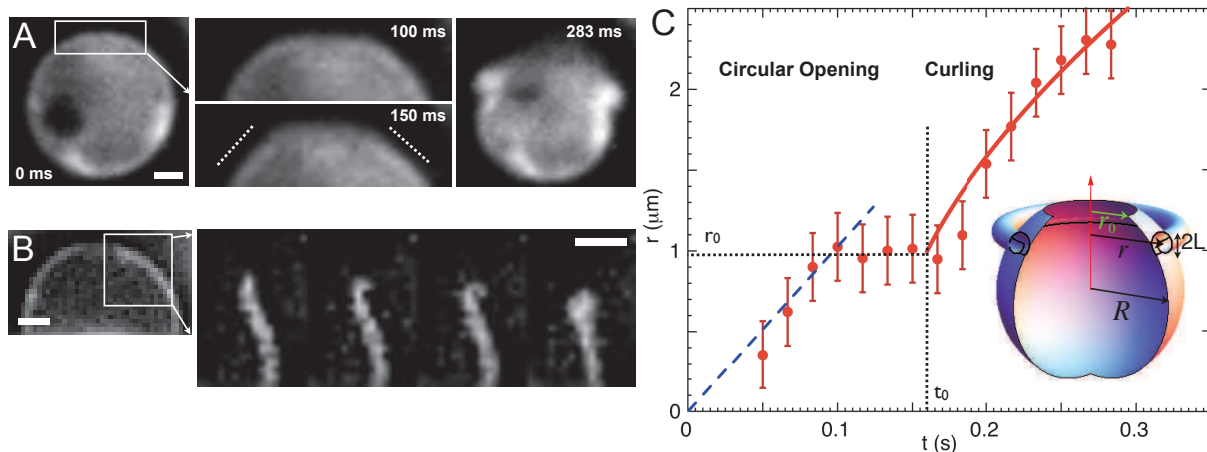 A
0 ms
100 ms
150 ms
283 ms
B
C
Circular Opening
Curling
r (μm)
2
1
0
r₀
t₀
r₀
r
2L
R
0
0.1
0.2
0.3
t (s)